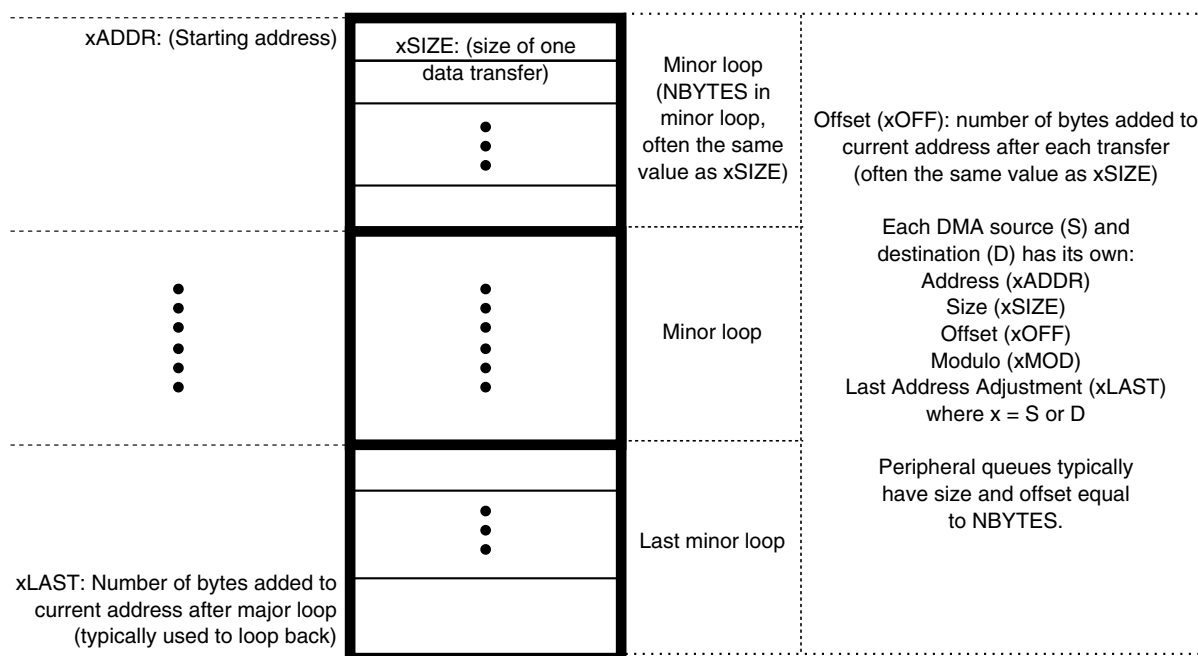 xADDR: (Starting address)
xSIZE: (size of one
data transfer)
Minor loop
(NBYTES in
minor loop,
often the same
value as xSIZE)
Offset (xOFF): number of bytes added to
current address after each transfer
(often the same value as xSIZE)
Each DMA source (S) and
destination (D) has its own:
Address (xADDR)
Size (xSIZE)
Offset (xOFF)
Modulo (xMOD)
Last Address Adjustment (xLAST)
where x = S or D
Peripheral queues typically
have size and offset equal
to NBYTES.
Minor loop
Last minor loop
xLAST: Number of bytes added to
current address after major loop
(typically used to loop back)